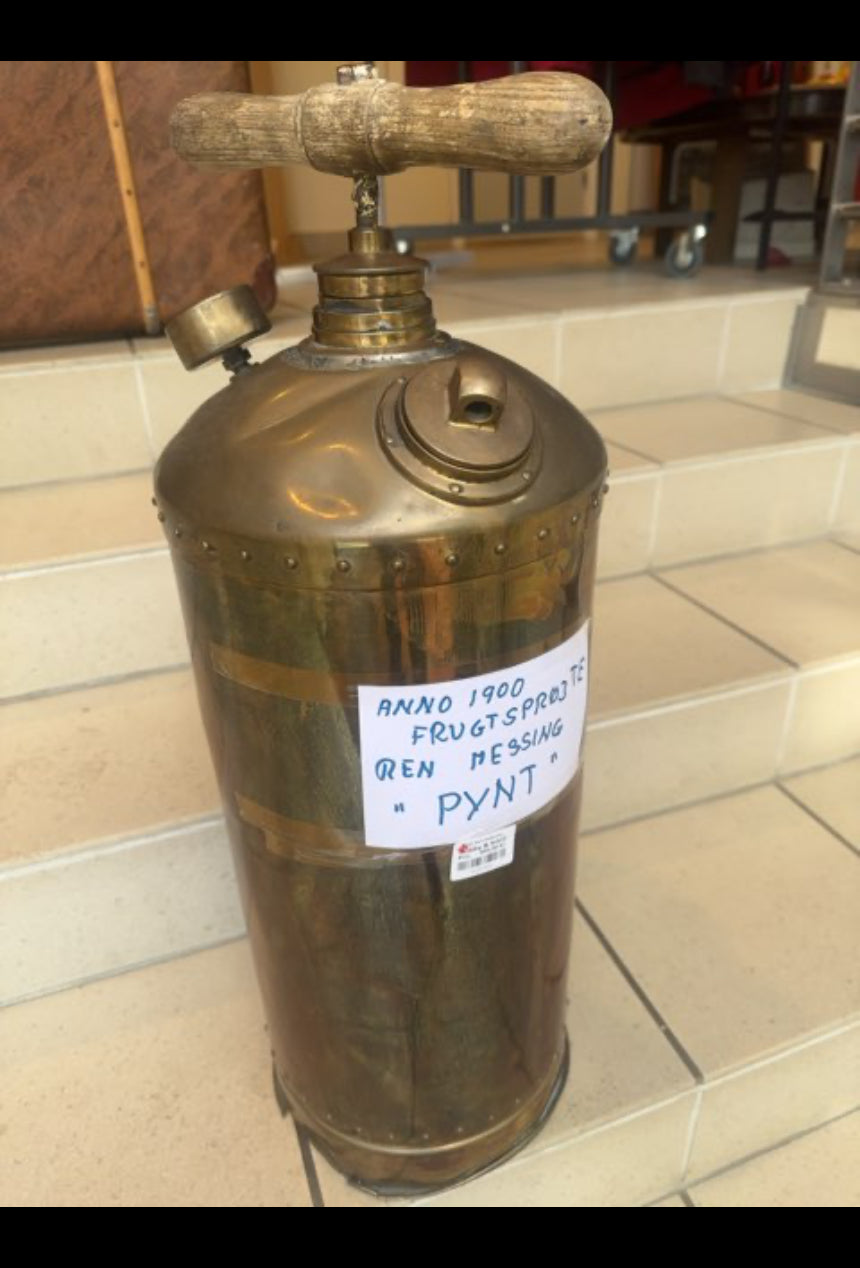 ANNO 1900
FRUGTSPRØJTE
REN MESSING
" PYNT "